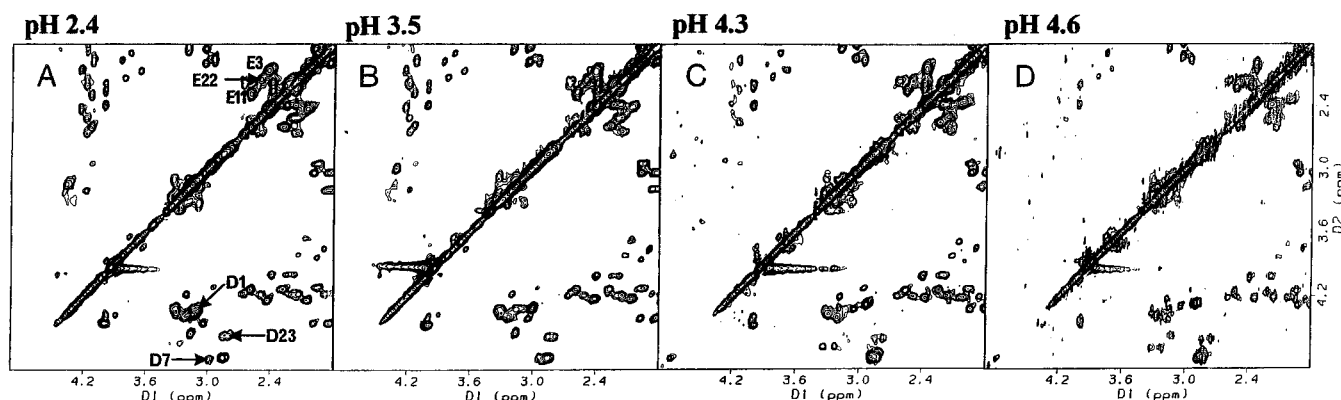 pH 2.4
pH 3.5
pH 4.3
pH 4.6
A
B
C
D
E3
E22
E11
D1
D23
D7
2.4
3.0
3.6
4.2
D2 (ppm)
4.2 3.6 3.0 2.4
D1 (ppm)
4.2 3.6 3.0 2.4
D1 (ppm)
4.2 3.6 3.0 2.4
D1 (ppm)
4.2 3.6 3.0 2.4
D1 (ppm)